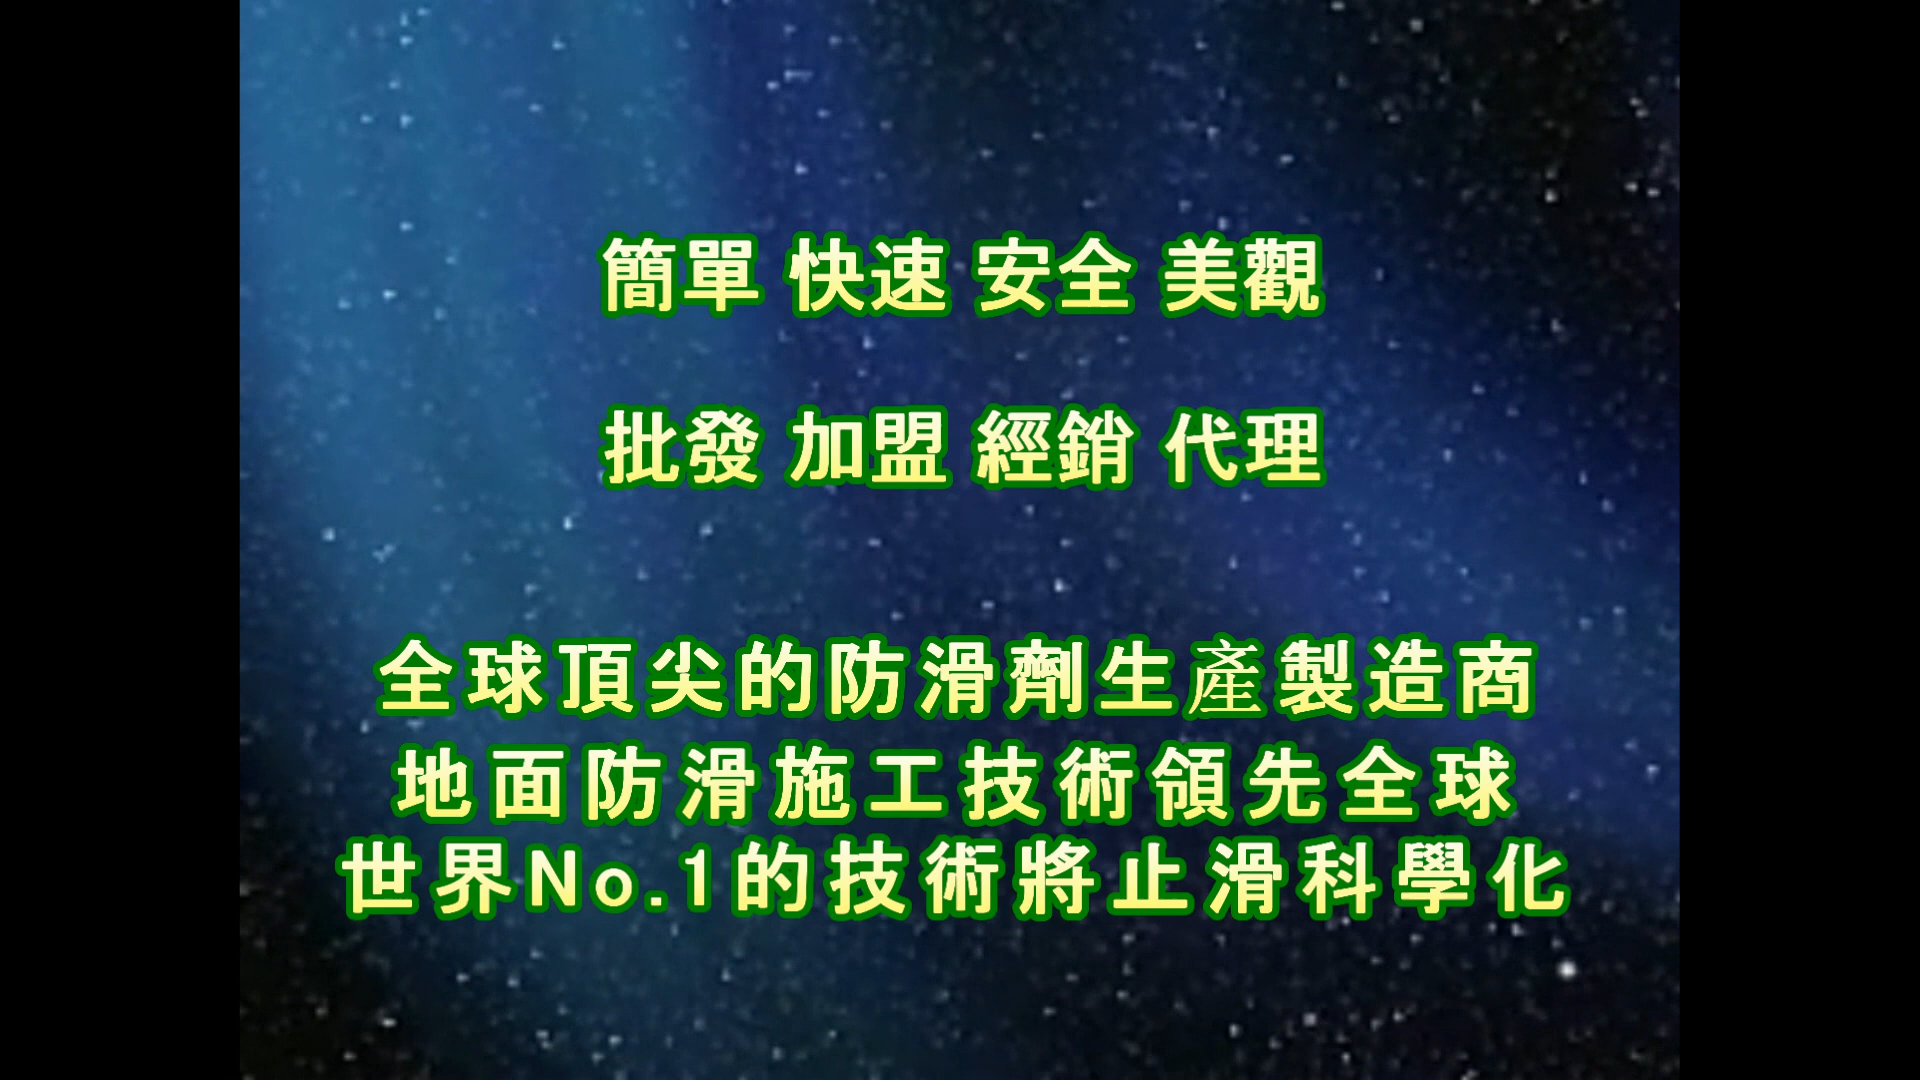 簡單 快速 安全 美觀
批發 加盟 經銷 代理
全球頂尖的防滑劑生產製造商
地面防滑施工技術領先全球
世界No.1的技術將止滑科學化